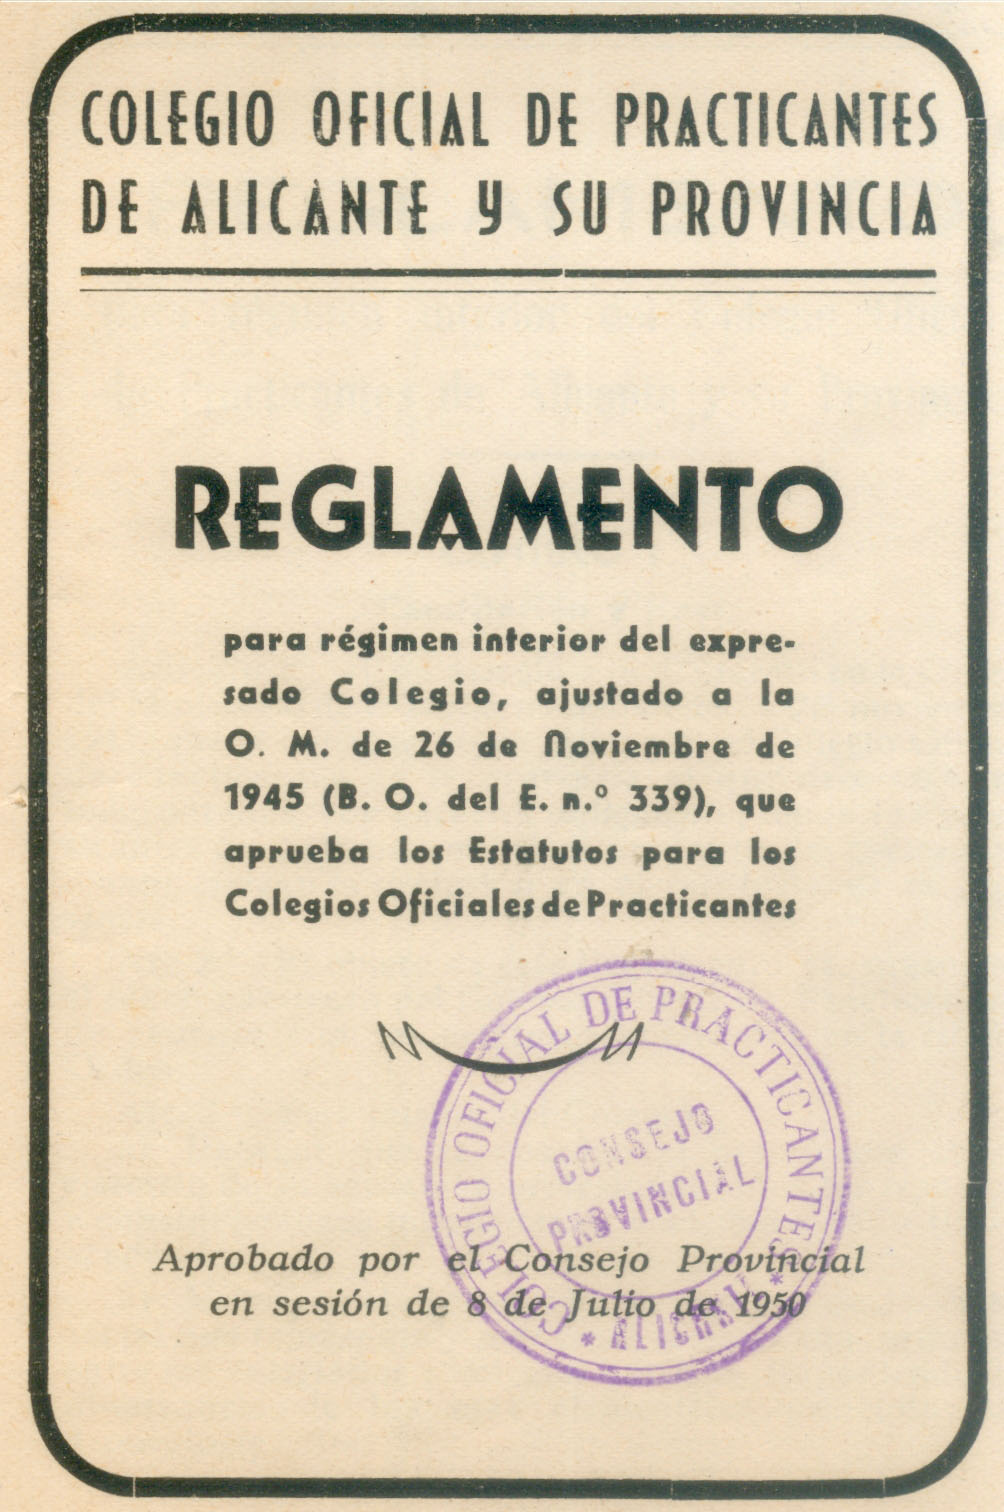 COLEGIO OFICIAL DE PRACTICANTES
DE ALICANTE Y SU PROVINCIA
REGLAMENTO
para régimen interior del expre-
sado Colegio, ajustado a la
O. M. de 26 de Noviembre de
1945 (B. O. del E. n.º 339), que
aprueba los Estatutos para los
Colegios Oficiales de Practicantes
COLEGIO OFICIAL DE PRACTICANTES
CONSEJO
PROVINCIAL
Aprobado por el Consejo Provincial
en sesión de 8 de Julio de 1950